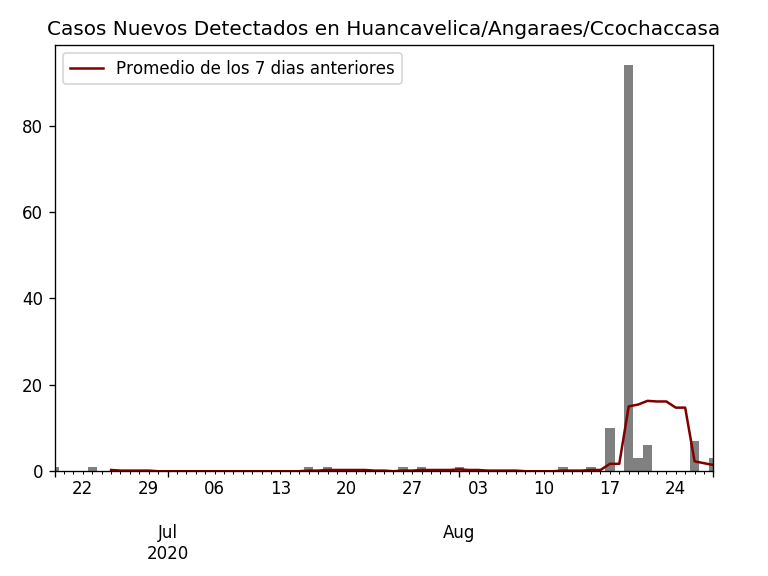 Casos Nuevos Detectados en Huancavelica/Angaraes/Ccochaccasa
Promedio de los 7 dias anteriores
80
60
40
20
0
22 29 06 13 20 27 03 10 17 24
Jul Aug
2020